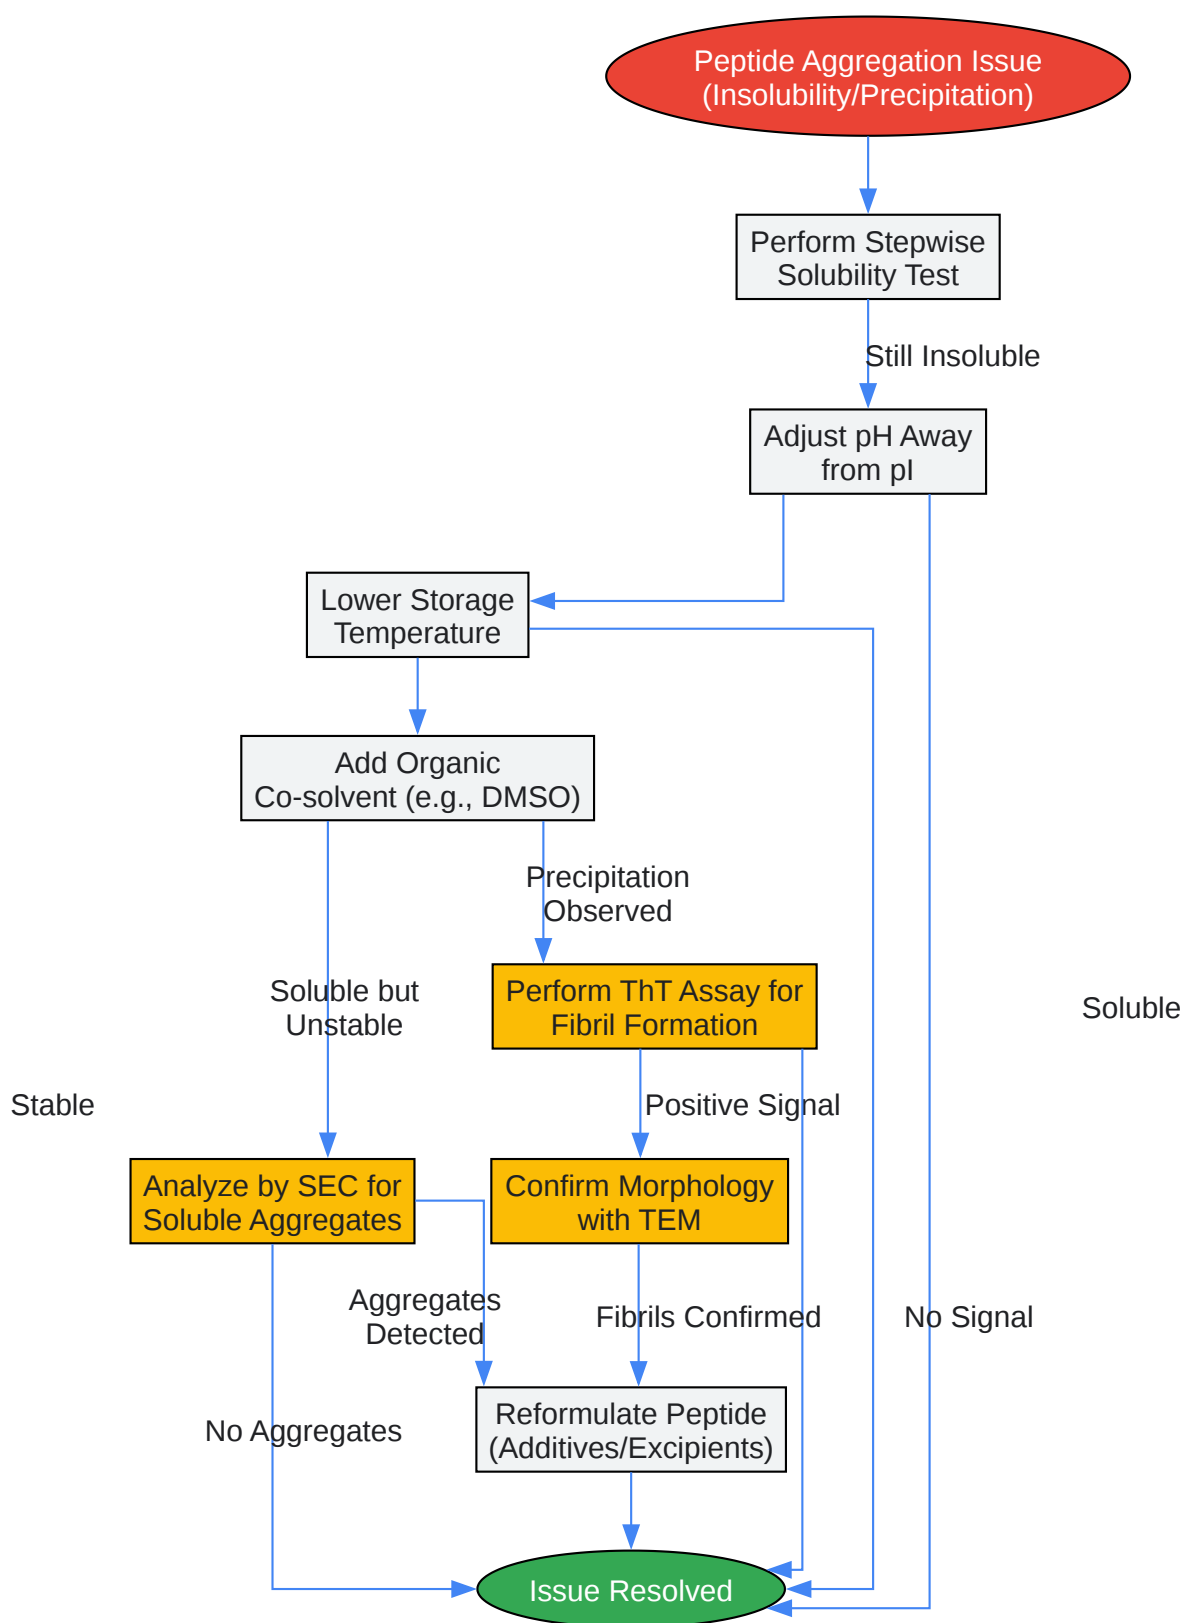 Peptide Aggregation Issue
(Insolubility/Precipitation)
Perform Stepwise
Solubility Test
Still Insoluble
Adjust pH Away
from pI
Lower Storage
Temperature
Add Organic
Co-solvent (e.g., DMSO)
Precipitation
Observed
Soluble but
Unstable
Perform ThT Assay for
Fibril Formation
Soluble
Stable
Positive Signal
Analyze by SEC for
Soluble Aggregates
Confirm Morphology
with TEM
Aggregates
Detected
Fibrils Confirmed
No Signal
No Aggregates
Reformulate Peptide
(Additives/Excipients)
Issue Resolved